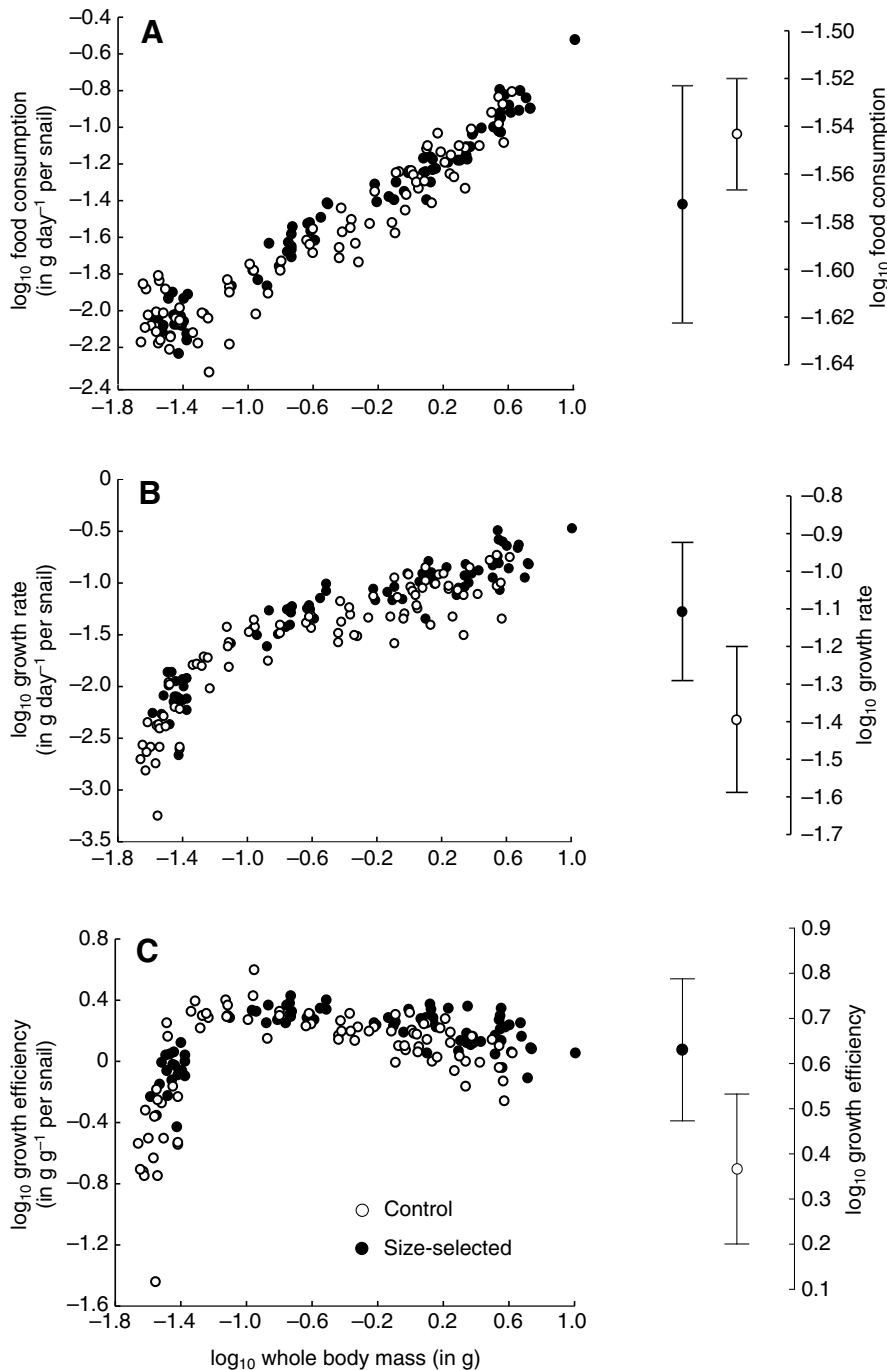 A
−0.4
−0.6
−0.8
−1.0
−1.2
−1.4
−1.6
−1.8
−2.0
−2.2
−2.4
log10 food consumption
(in g day−1 per snail)
−1.8 −1.4 −1.0 −0.6 −0.2 0.2 0.6 1.0
−1.50
−1.52
−1.54
−1.56
−1.58
−1.60
−1.62
−1.64
log10 food consumption
B
0
−0.5
−1.0
−1.5
−2.0
−2.5
−3.0
−3.5
log10 growth rate
(in g day−1 per snail)
−1.8 −1.4 −1.0 −0.6 −0.2 0.2 0.6 1.0
−0.8
−0.9
−1.0
−1.1
−1.2
−1.3
−1.4
−1.5
−1.6
−1.7
log10 growth rate
C
0.8
0.4
0
−0.4
−0.8
−1.2
−1.6
log10 growth efficiency
(in g g−1 per snail)
Control
Size-selected
−1.8 −1.4 −1.0 −0.6 −0.2 0.2 0.6 1.0
log10 whole body mass (in g)
0.9
0.8
0.7
0.6
0.5
0.4
0.3
0.2
0.1
log10 growth efficiency